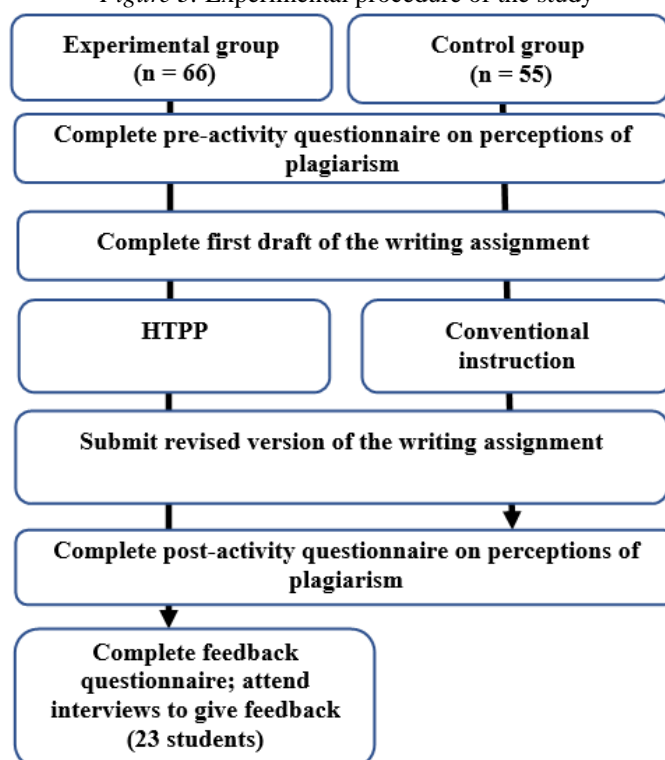 Figure 3. Experimental procedure of the study
Experimental group
(n = 66)
Control group
(n = 55)
Complete pre-activity questionnaire on perceptions of
plagiarism
Complete first draft of the writing assignment
HTPP
Conventional
instruction
Submit revised version of the writing assignment
Complete post-activity questionnaire on perceptions of
plagiarism
Complete feedback
questionnaire; attend
interviews to give feedback
(23 students)